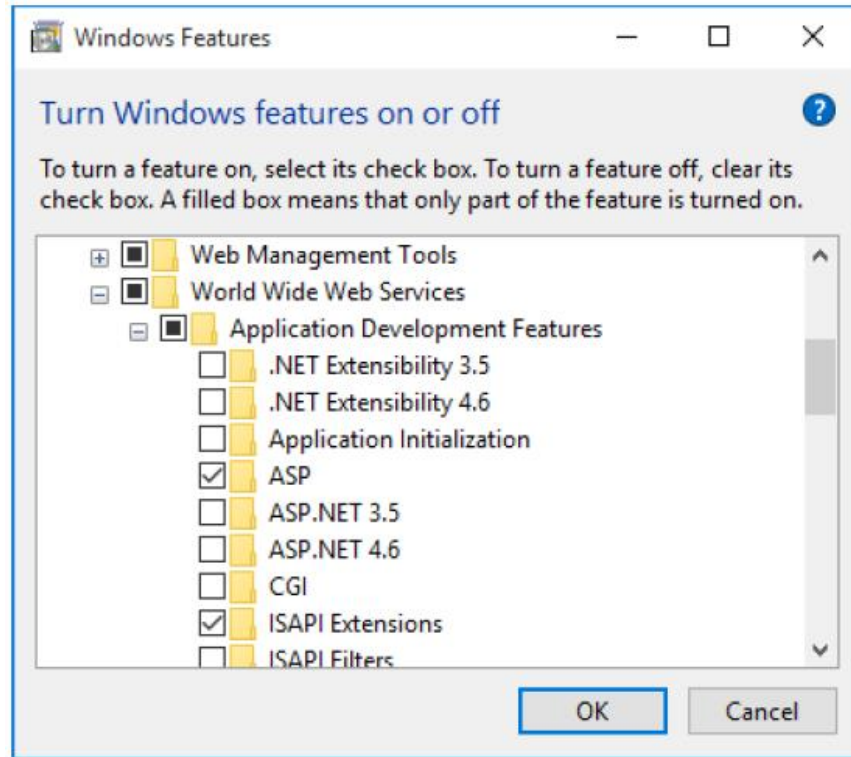 Windows Features
Turn Windows features on or off
?
To turn a feature on, select its check box. To turn a feature off, clear its
check box. A filled box means that only part of the feature is turned on.
Web Management Tools
World Wide Web Services
Application Development Features
.NET Extensibility 3.5
.NET Extensibility 4.6
Application Initialization
ASP
ASP.NET 3.5
ASP.NET 4.6
CGI
ISAPI Extensions
ISAPI Filters
OK Cancel